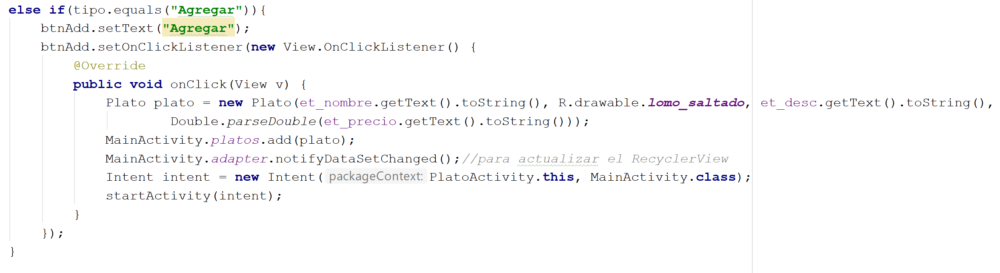 else if(tipo.equals("Agregar")){
btnAdd.setText("Agregar");
btnAdd.setOnClickListener(new View.OnClickListener() {
@Override
public void onClick(View v) {
Plato plato = new Plato(et_nombre.getText().toString(), R.drawable.lomo_saltado, et_desc.getText().toString(),
Double.parseDouble(et_precio.getText().toString()));
MainActivity.platos.add(plato);
MainActivity.adapter.notifyDataSetChanged();//para actualizar el RecyclerView
Intent intent = new Intent( packageContext: PlatoActivity.this, MainActivity.class);
startActivity(intent);
}
});
}